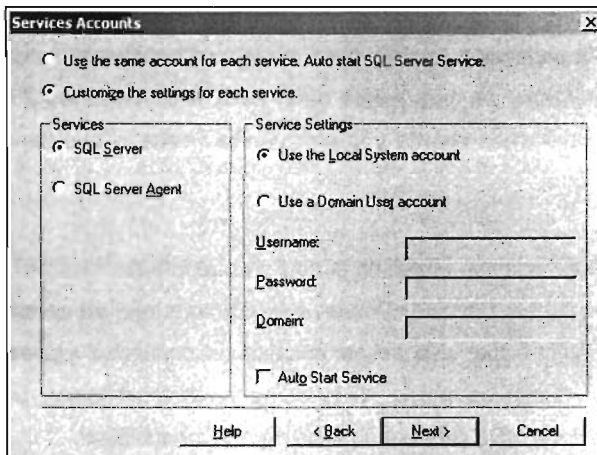 Services Accounts
Use the same account for each service. Auto start SQL Server Service.
Customize the settings for each service.
Services
SQL Server
SQL Server Agent
Service Settings
Use the Local System account
Use a Domain User account
Username:
Password:
Domain:
Auto Start Service
Help
< Back
Next >
Cancel